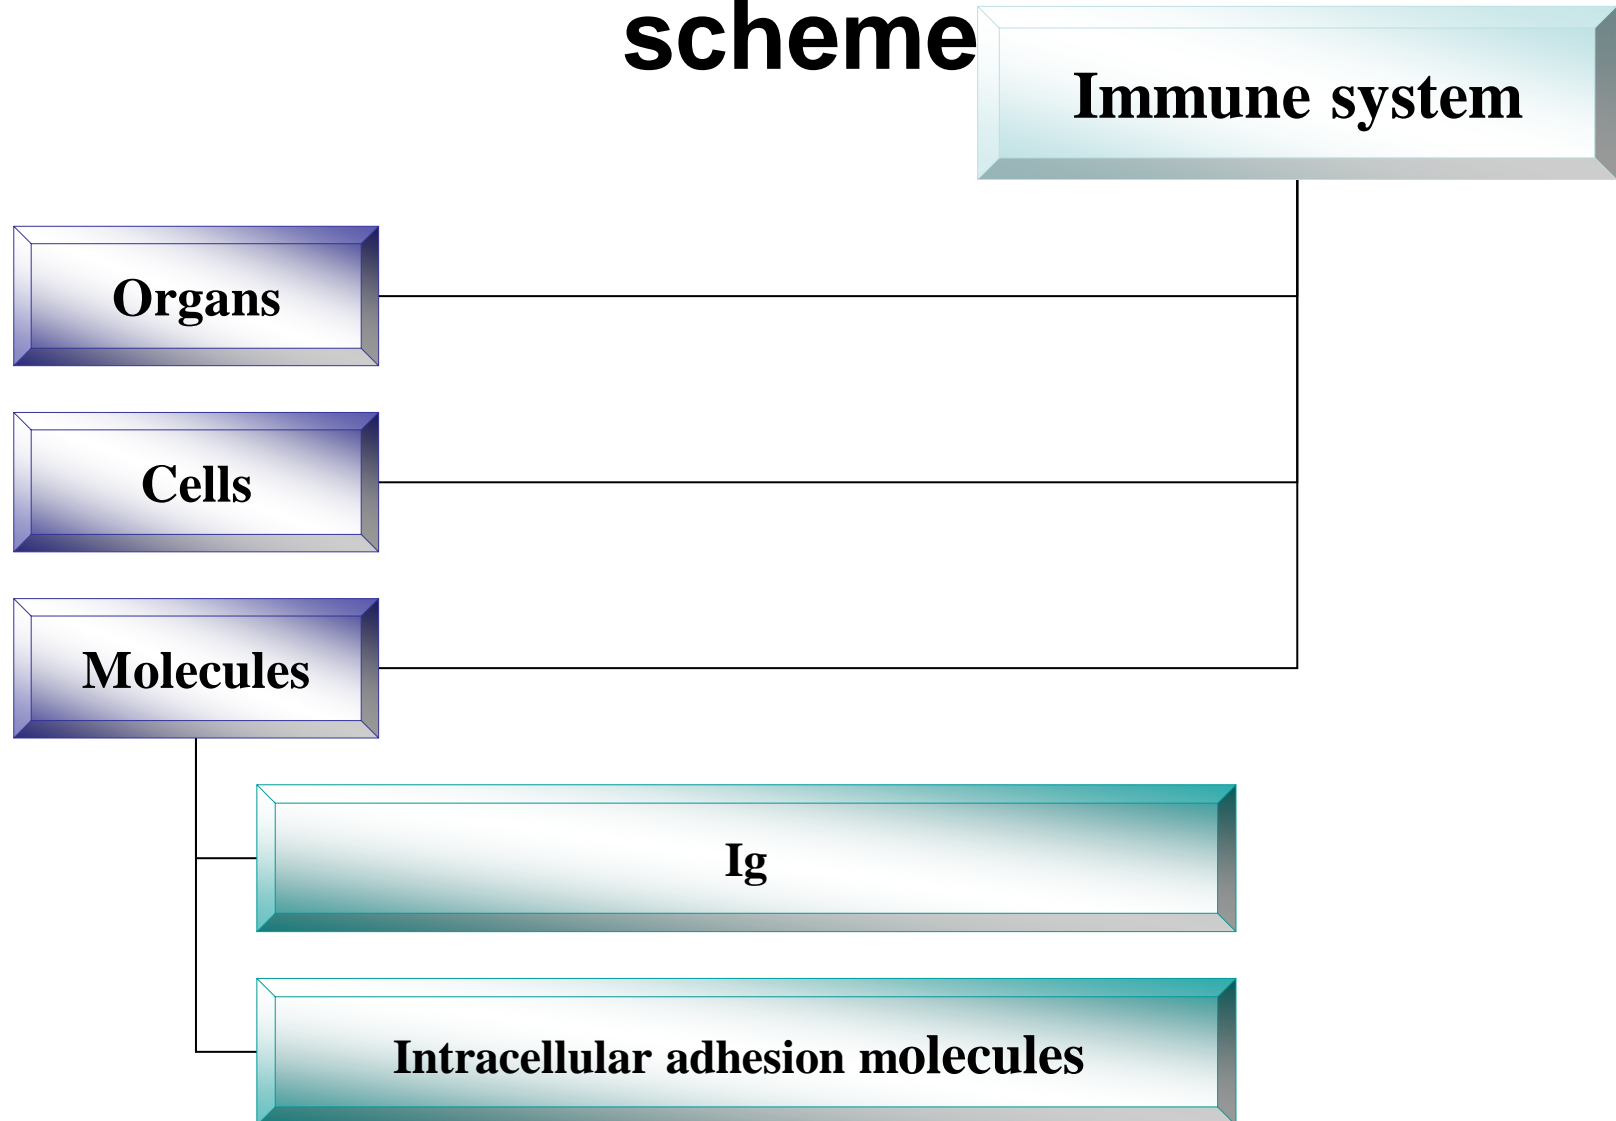 scheme
Immune system
Organs
Cells
Molecules
Ig
Intracellular adhesion molecules